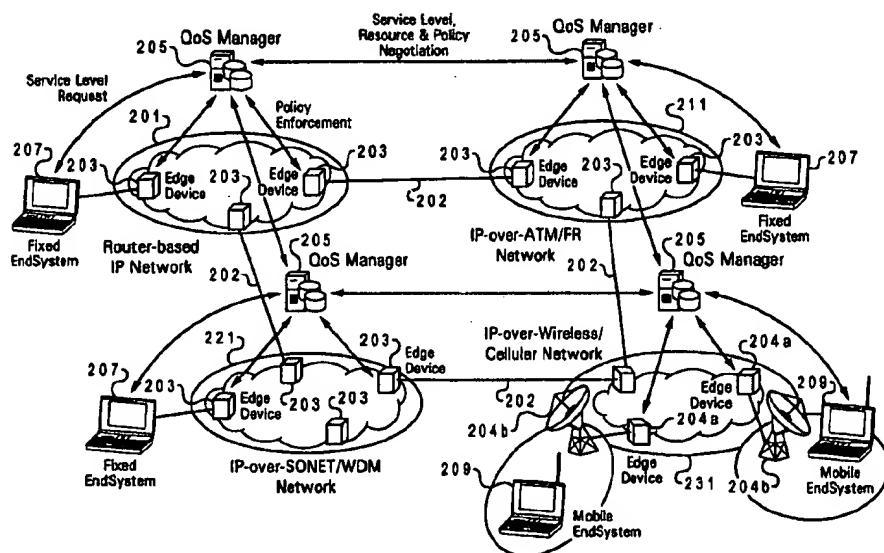 Service Level,
Resource & Policy
Negotiation
QoS Manager
205
205
QoS Manager
Service Level
Request
201
Policy
Enforcement
211
207
203
203
203
203
207
Edge
Device
Edge
Device
203
Edge
Device
203
Edge
Device
202
Fixed
EndSystem
Router-based
IP Network
205
IP-over-ATM/FR
Network
205
Fixed
EndSystem
202
QoS Manager
202
QoS Manager
221
203
IP-over-Wireless/
Cellular Network
204a
207
203
Edge
Device
Edge
Device
209
Edge
Device
203
203
202
204b
204a
Fixed
EndSystem
IP-over-SONET/WDM
Network
Edge
Device
231
204b
Mobile
EndSystem
209
Mobile
EndSystem